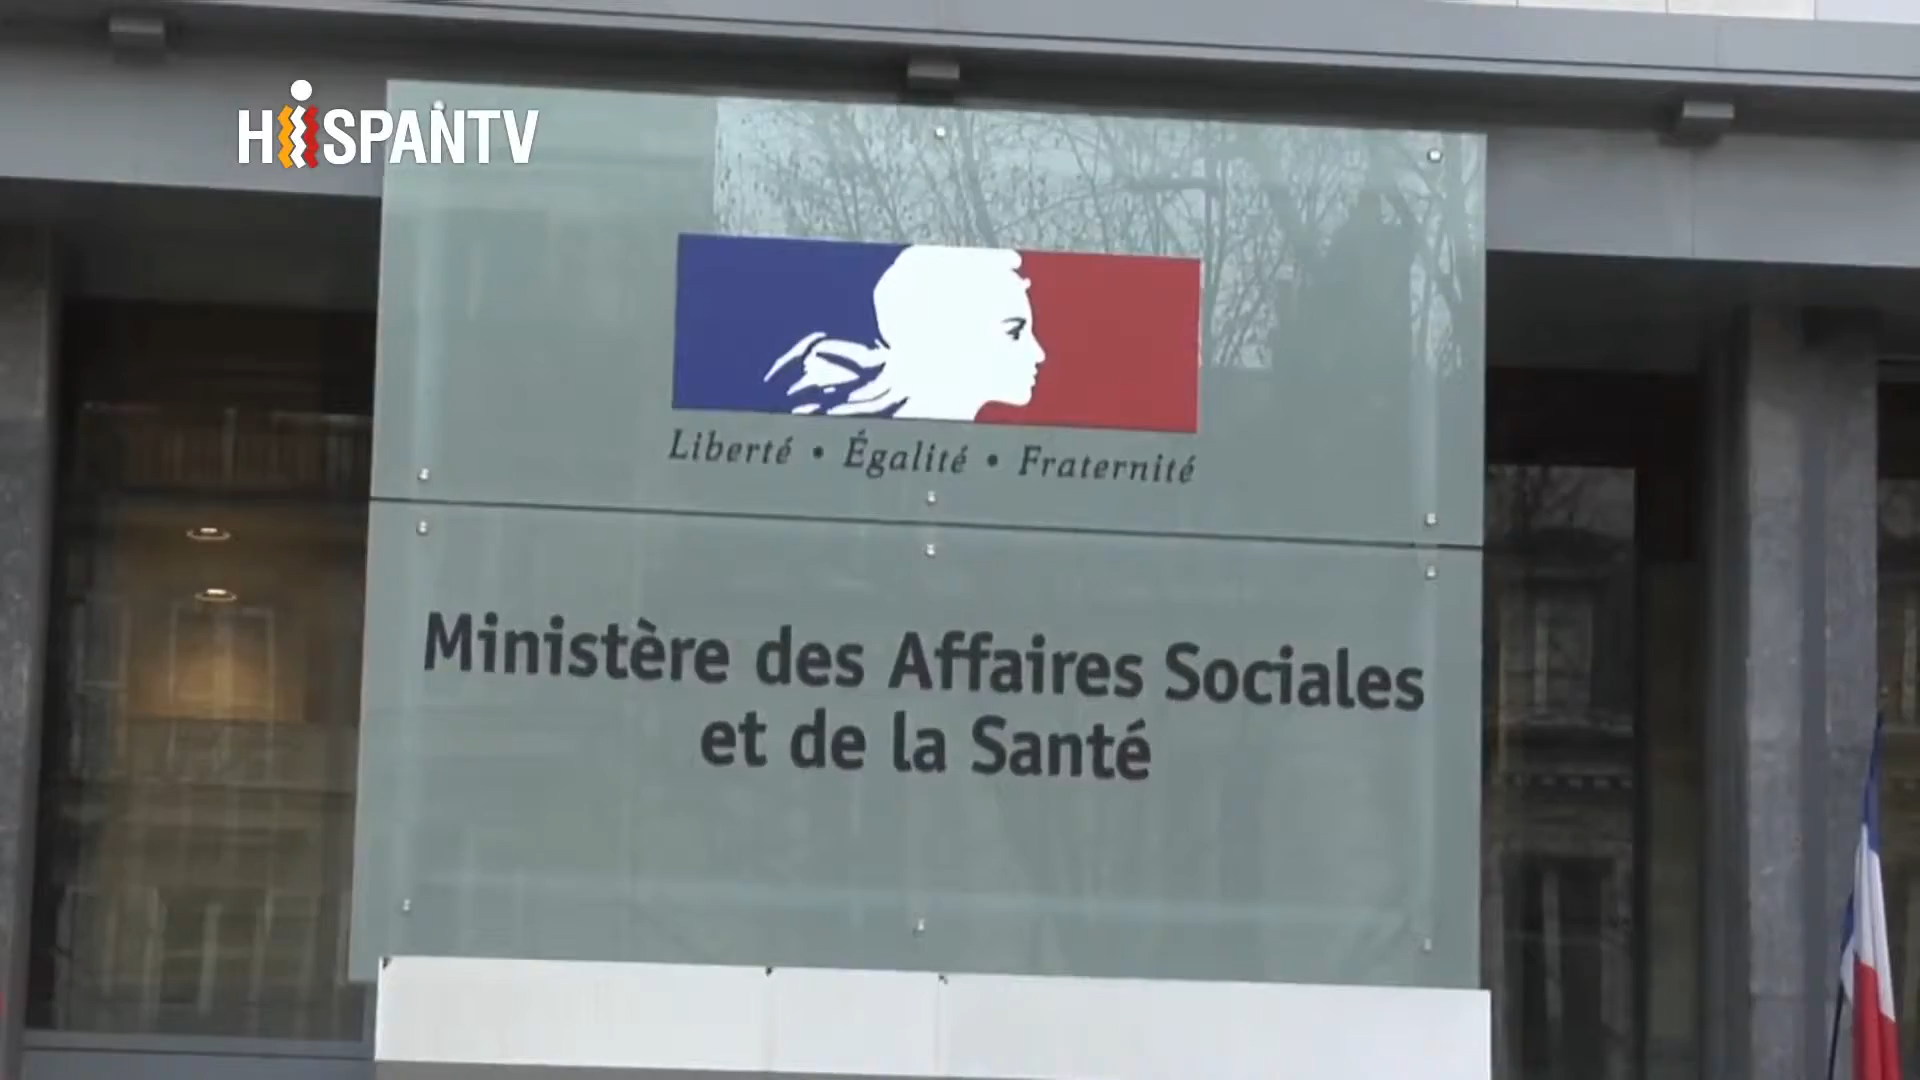 HISPANTV
Liberté • Égalité • Fraternité
Ministère des Affaires Sociales
et de la Santé